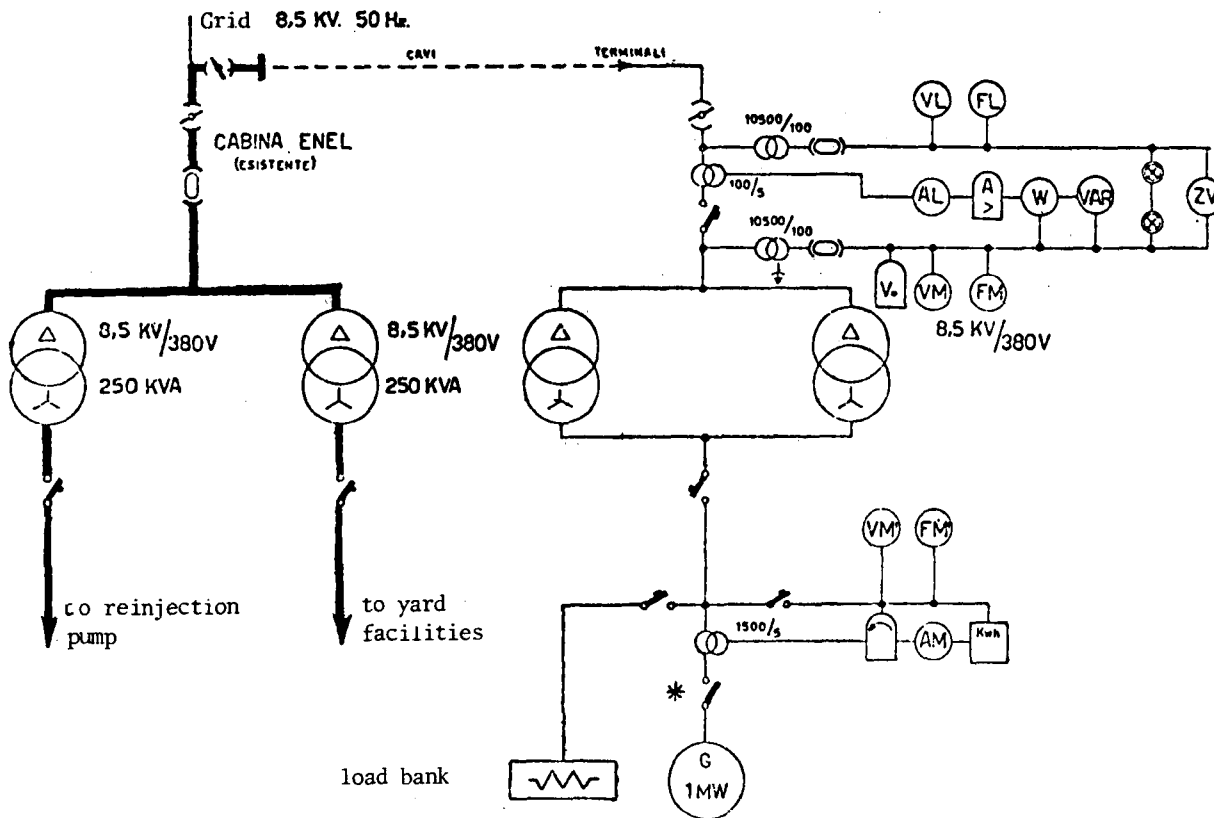 Grid 8,5 KV. 50 Hz.
CAVI
TERMINALI
CABINA ENEL
(ESISTENTE)
10500/100
VL
FL
100/5
AL
A
>
W
VAR
ZV
10500/100
V°
VM
FM
8,5 KV/380V
250 KVA
8,5 KV/380V
250 KVA
8,5 KV/380V
Δ
Δ
Δ
Δ
VM'
FM'
to reinjection
pump
to yard
facilities
1500/5
AM
Kwh
*
load bank
G
1MW